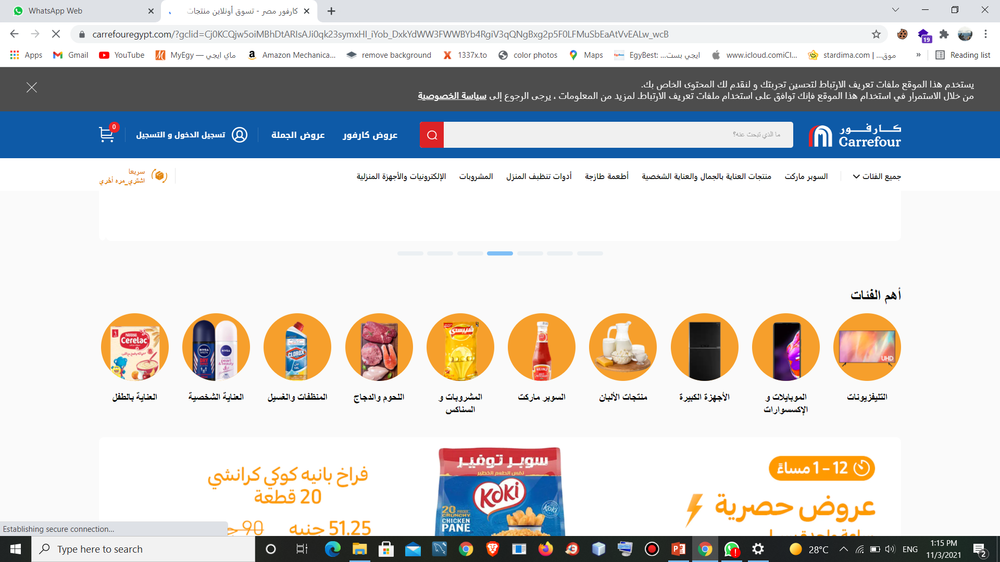 WhatsApp Web
كارفور مصر - تسوق أونلاين منتجات
carrefouregypt.com/?gclid=Cj0KCQjw5oiMBhDtARIsAJi0qk23symxHI_iYob_DxkYdWW3FWWBYb4RgiV3qQNgBxg2p5F0LFMuSbEaAtVvEALw_wcB
19
Apps
Gmail
YouTube
MyEgy — ماي ايجي
Amazon Mechanica...
remove background
1337x.to
color photos
Maps
EgyBest: ...ايجي بست
www.icloud.comiCl...
stardima.com | ...موق
»
Reading list
يستخدم هذا الموقع ملفات تعريف الارتباط لتحسين تجربتك و لنقدم لك المحتوى الخاص بك.
من خلال الاستمرار في استخدام هذا الموقع فإنك توافق على استخدام ملفات تعريف الارتباط. لمزيد من المعلومات ، يرجى الرجوع إلى سياسة الخصوصية
كارفور
Carrefour
ما الذي تبحث عنه؟
عروض كارفور
عروض الجملة
تسجيل الدخول و التسجيل
0
جميع الفئات
السوبر ماركت
منتجات العناية بالجمال والعناية الشخصية
أطعمة طازجة
أدوات تنظيف المنزل
المشروبات
الإلكترونيات والأجهزة المنزلية
سريعا
اشتري_مره أخري
أهم الفئات
UHD
HEINZ
شيبسي
CLOROX
GEL
NIVEA
MEN
DRY
NIVEA
pearl
& beauty
Nestle
Cerelac
التليفزيونات
الموبايلات و
الإكسسوارات
الأجهزة الكبيرة
منتجات الألبان
السوبر ماركت
المشروبات و
السناكس
اللحوم والدجاج
المنظفات والغسيل
العناية الشخصية
العناية بالطفل
12 - 1 مساءً
عروض حصرية
سوبر توفير
نفس الطعم الخطير
Koki
Koki
20 PIECES
CRUNCHY
CHICKEN
PANE
فراخ بانيه كوكي كرانشي
20 قطعة
51.25 جنيه
90
Establishing secure connection...
Type here to search
28°C
ENG
1:15 PM
11/3/2021
2